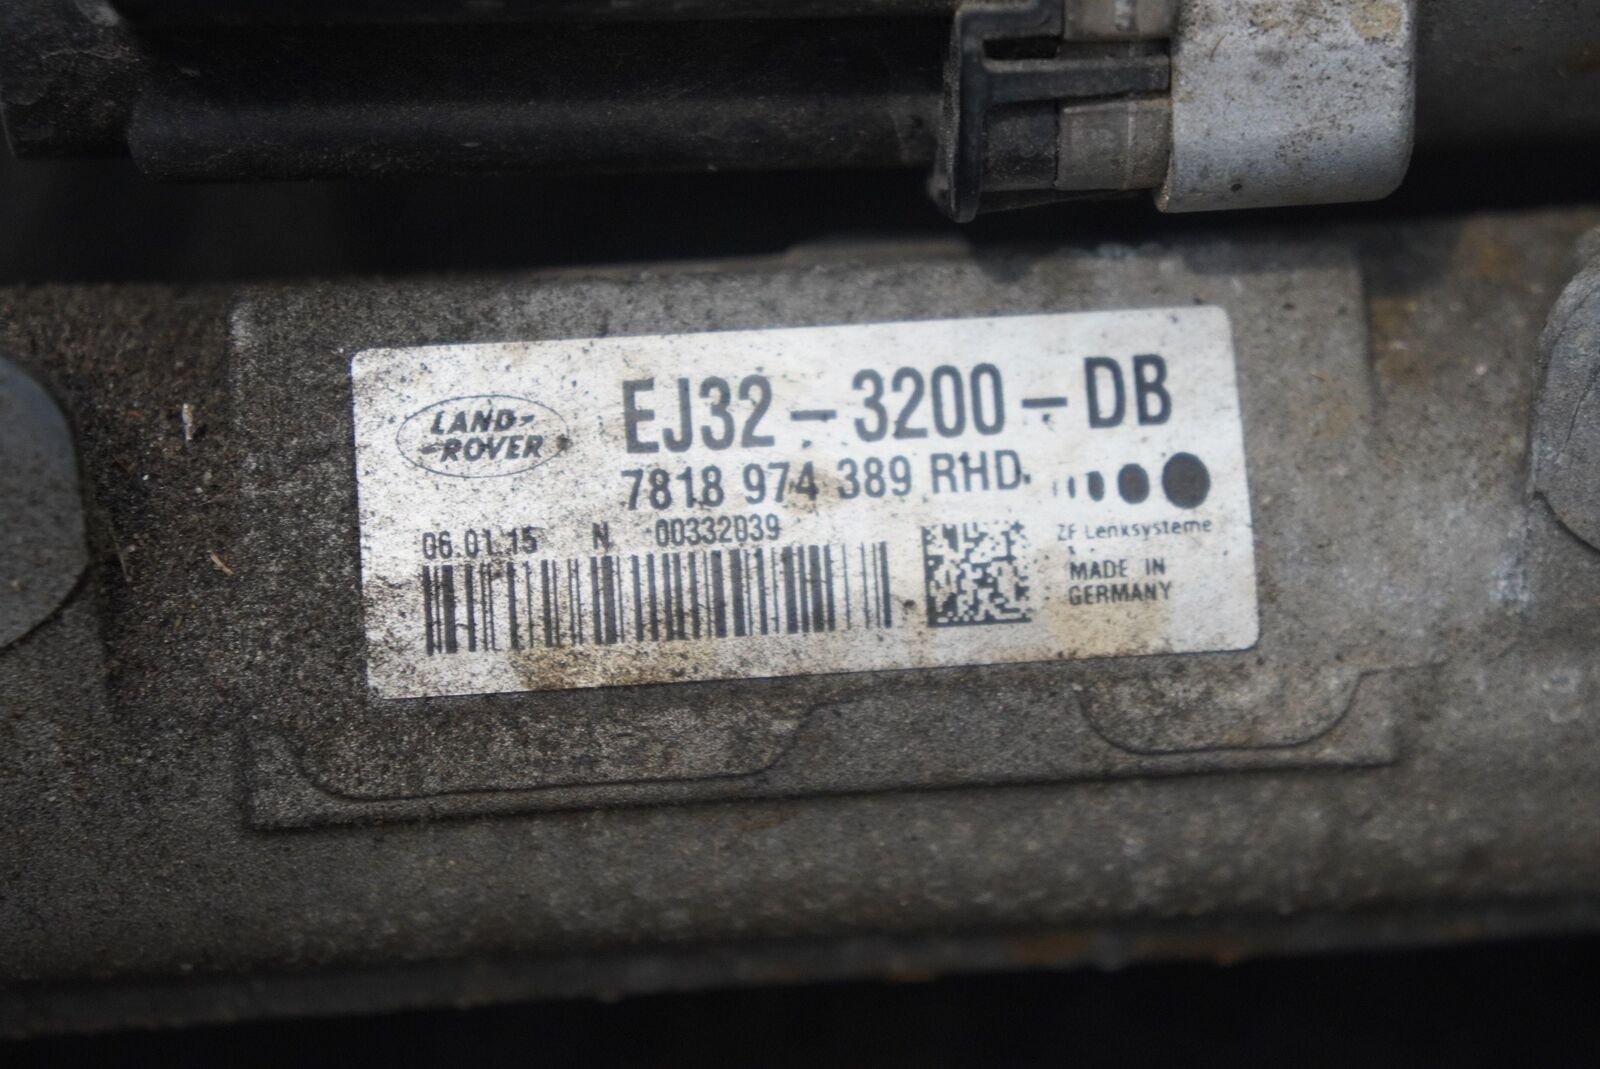 LAND-
-ROVER
EJ32-3200-DB
7818 974 389 RHD
06.01.15 N 00332039
ZF Lenksysteme
MADE IN
GERMANY